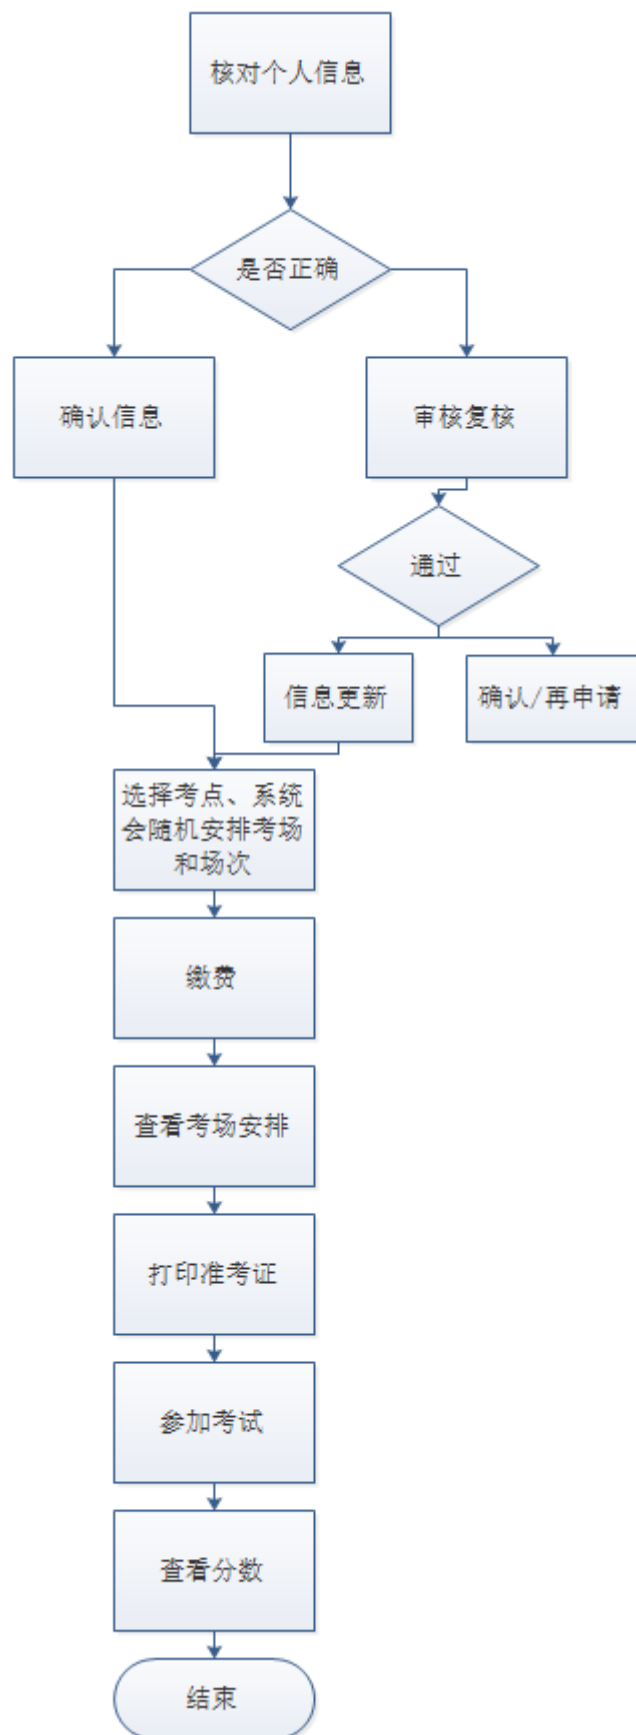 核对个人信息
是否正确
确认信息
审核复核
通过
信息更新
确认/再申请
选择考点、系统
会随机安排考场
和场次
缴费
查看考场安排
打印准考证
参加考试
查看分数
结束